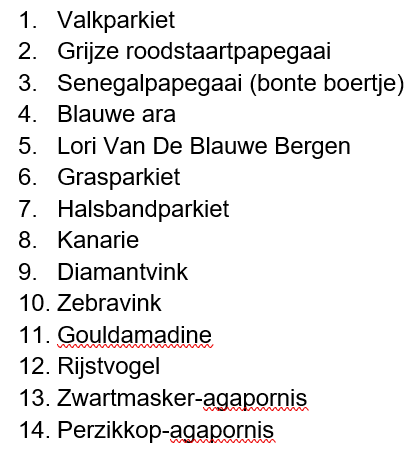 1. Valkparkiet
2. Grijze roodstaartpapegaai
3. Senegalpapegaai (bonte boertje)
4. Blauwe ara
5. Lori Van De Blauwe Bergen
6. Grasparkiet
7. Halsbandparkiet
8. Kanarie
9. Diamantvink
10. Zebravink
11. Gouldamadine
12. Rijstvogel
13. Zwartmasker-agapornis
14. Perzikkop-agapornis